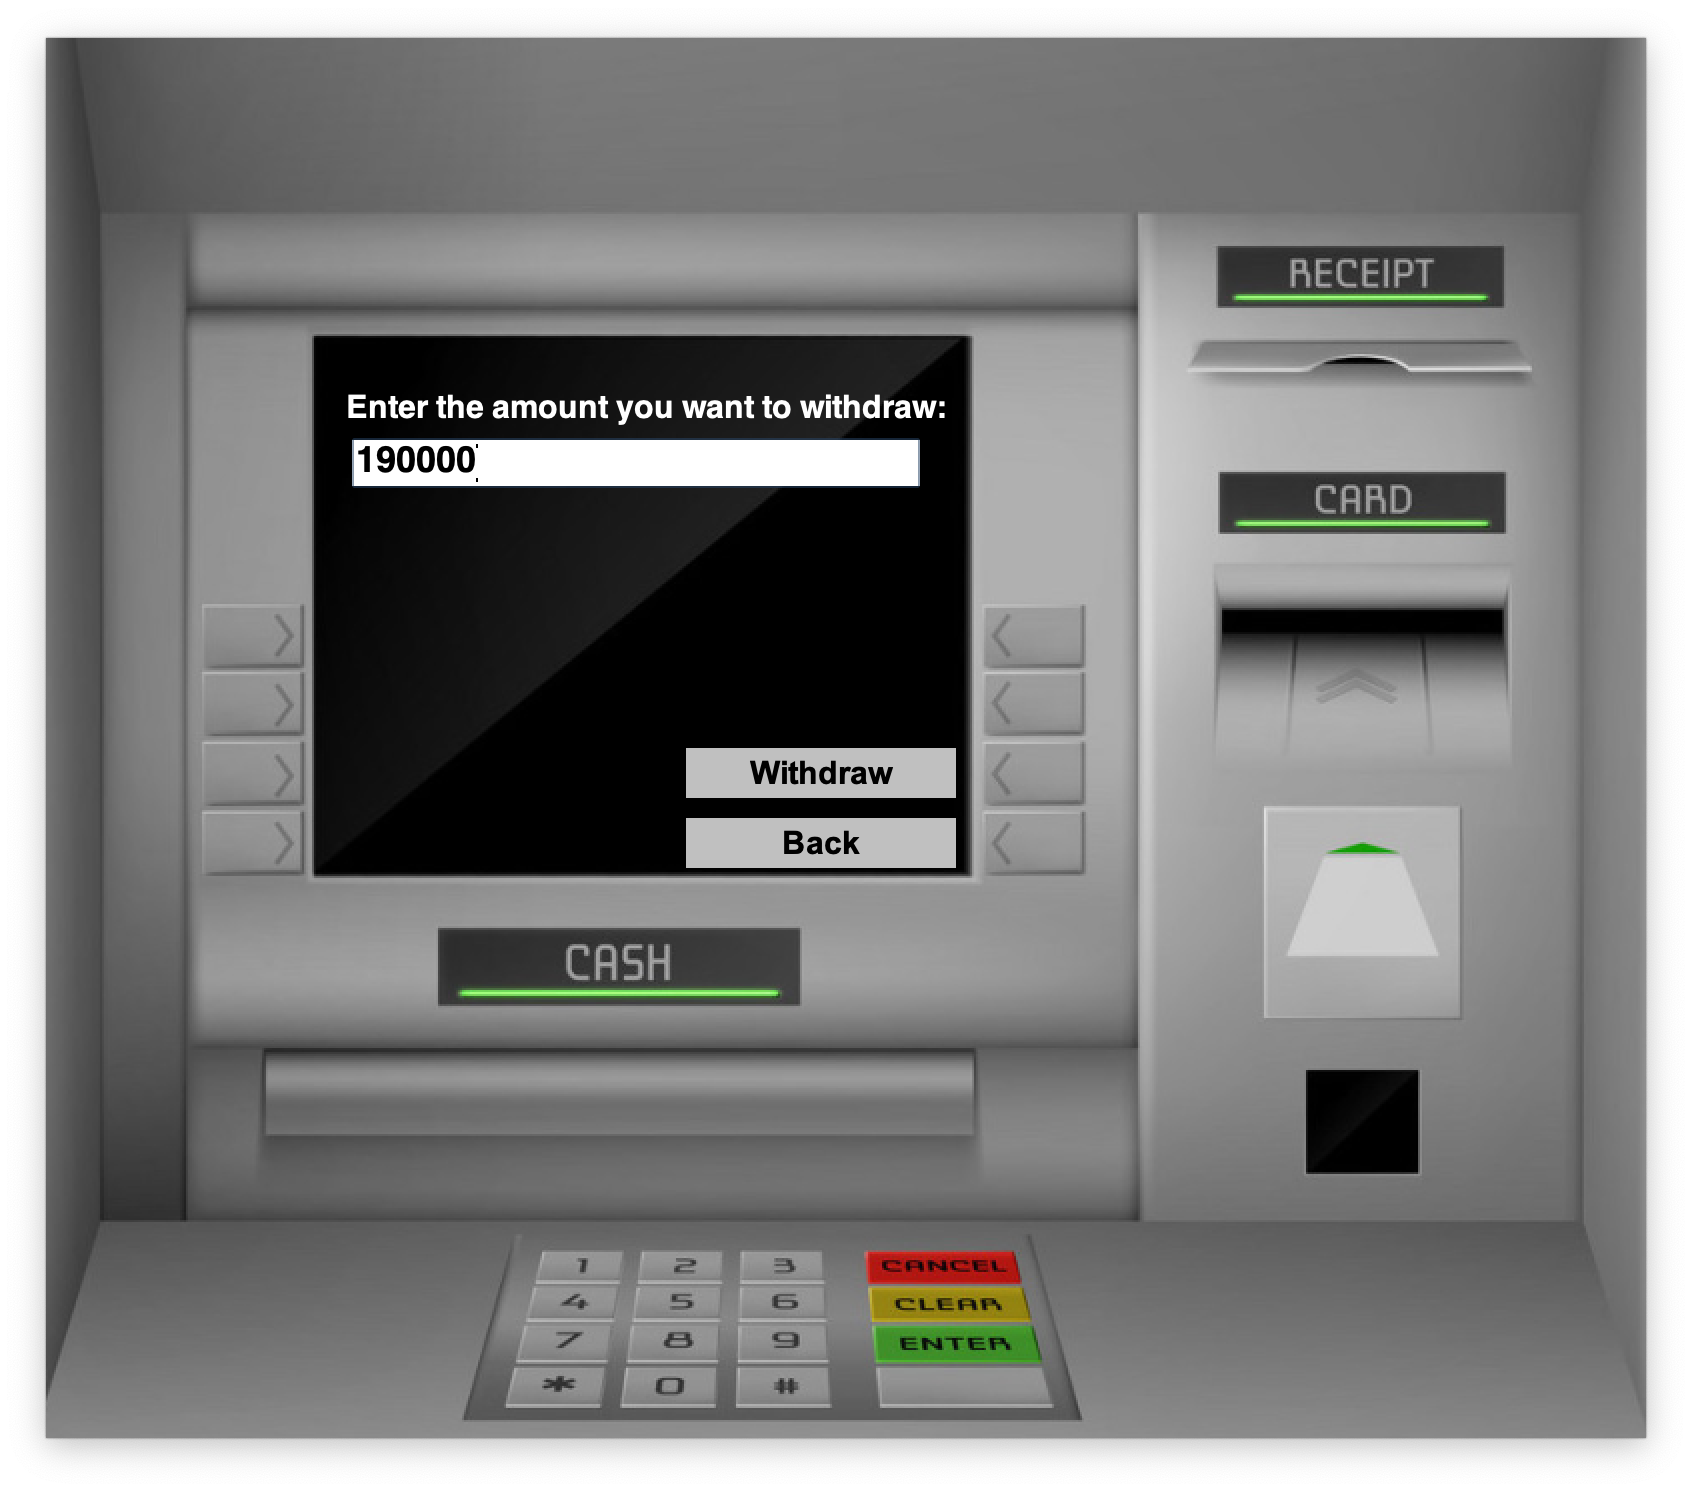 RECEIPT
Enter the amount you want to withdraw:
190000
CARD
Withdraw
Back
CASH
1 2 3 CANCEL
4 5 6 CLEAR
7 8 9 ENTER
* 0 #